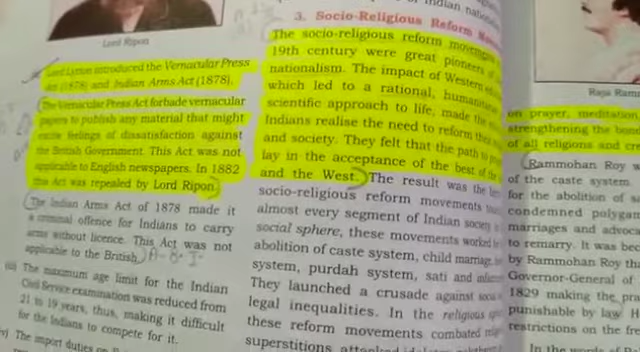 Lord Ripon
Lord Lytton introduced the Vernacular Press
Act (1878) and Indian Arms Act (1878).
(The Vernacular Press Act forbade vernacular
papers to publish any material that might
excite feelings of dissatisfaction against
the British Government. This Act was not
applicable to English newspapers. In 1882
this Act was repealed by Lord Ripon.
(The Indian Arms Act of 1878 made it
a criminal offence for Indians to carry
arms without licence. This Act was not
applicable to the British.)
The maximum age limit for the Indian
Civil Service examination was reduced from
21 to 19 years, thus, making it difficult
for the Indians to compete for it.
The import duties on
of Indian
3. Socio-Religious Reform
The socio-religious reform
19th century were great pioneers of
nationalism. The impact of Western
which led to a rational,
scientific approach to life, made the
Indians realise the need to reform
and society. They felt that the path to
lay in the acceptance of the best of the
and the West.) The result was the
socio-religious reform movements
almost every segment of Indian society
social sphere, these movements worked
abolition of caste system, child marriage,
system, purdah system, sati and
They launched a crusade against
legal inequalities. In the religious
these reform movements combated
superstitions attacked
on prayer, meditation
strengthening the
of all religions and
(Rammohan Roy
of the caste system.
for the abolition of
condemned
marriages and
to remarry. It was
by Rammohan Roy
Governor-General of
1829 making the
punishable by law.
restrictions on the
In the words of